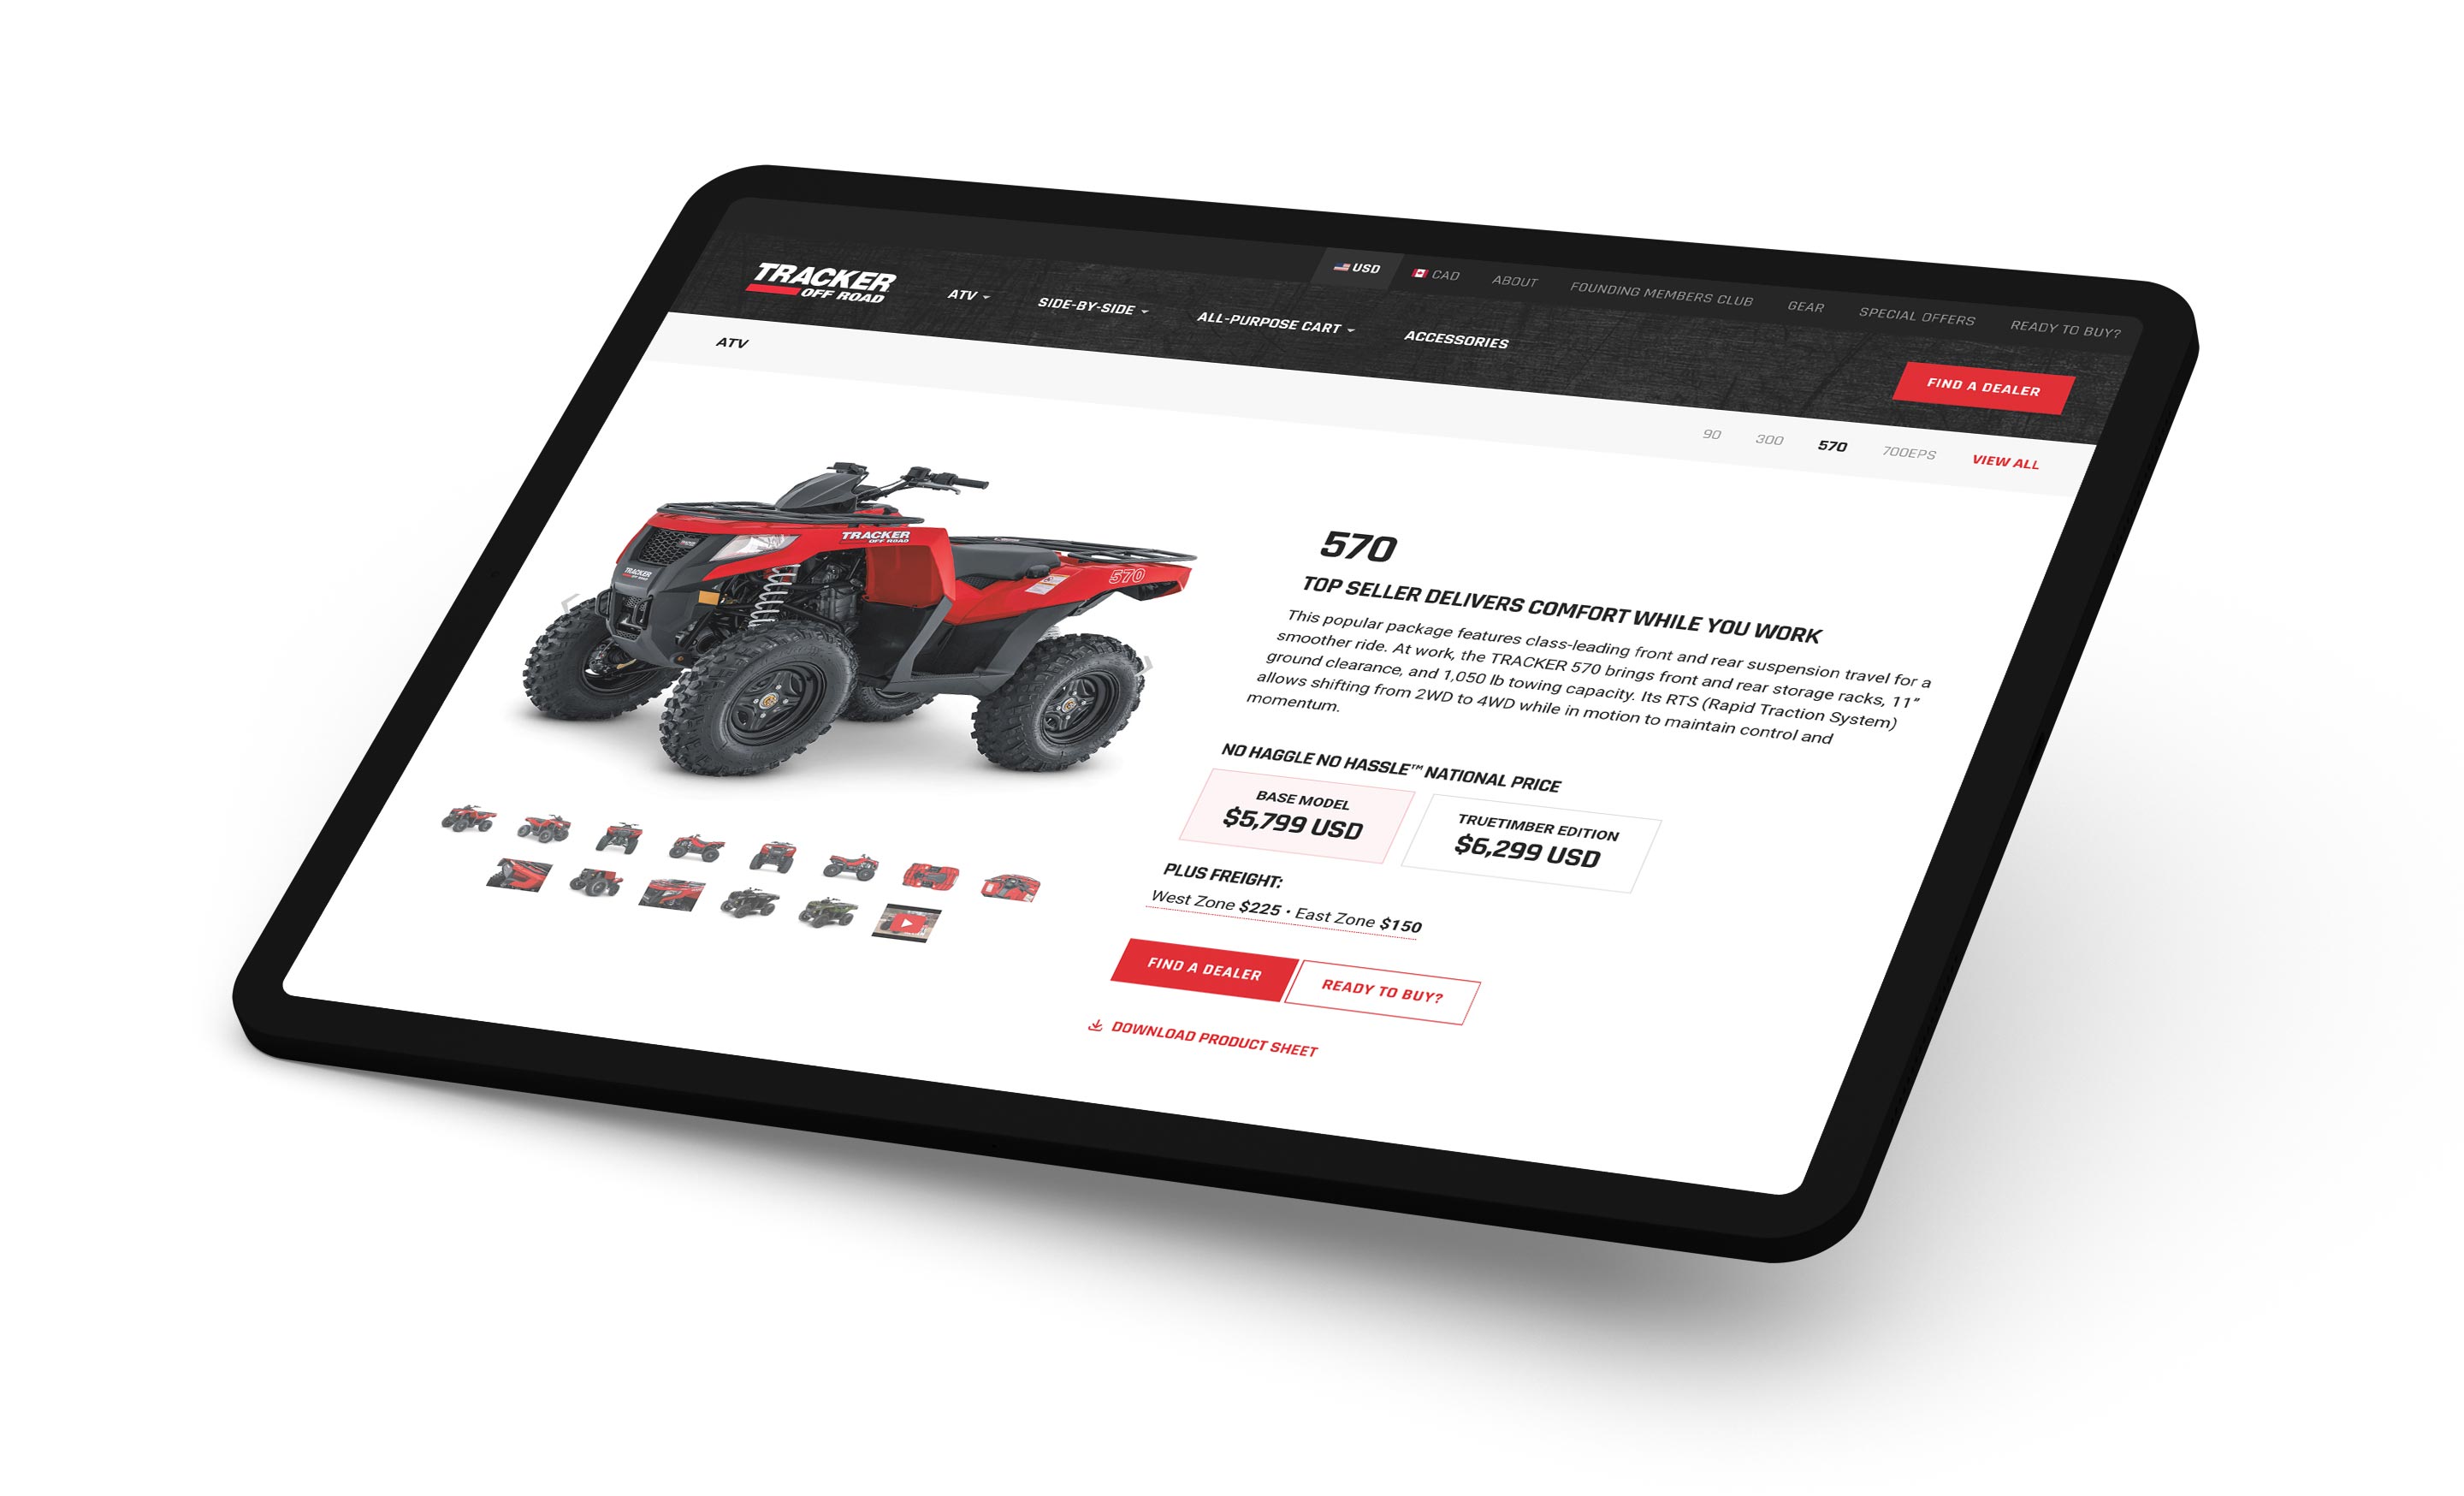 USD
CAD
ABOUT
FOUNDING MEMBERS CLUB
GEAR
SPECIAL OFFERS
READY TO BUY?
TRACKER
OFF ROAD
ATV
SIDE-BY-SIDE
ALL-PURPOSE CART
ACCESSORIES
FIND A DEALER
ATV
90
300
570
700EPS
VIEW ALL
TRACKER
OFF ROAD
TRACKER
570
570
TOP SELLER DELIVERS COMFORT WHILE YOU WORK
This popular package features class-leading front and rear suspension travel for a
smoother ride. At work, the TRACKER 570 brings front and rear storage racks, 11”
ground clearance, and 1,050 lb towing capacity. Its RTS (Rapid Traction System)
allows shifting from 2WD to 4WD while in motion to maintain control and
momentum.
NO HAGGLE NO HASSLE™ NATIONAL PRICE
BASE MODEL
$5,799 USD
TRUETIMBER EDITION
$6,299 USD
PLUS FREIGHT:
West Zone $225 • East Zone $150
FIND A DEALER
READY TO BUY?
DOWNLOAD PRODUCT SHEET